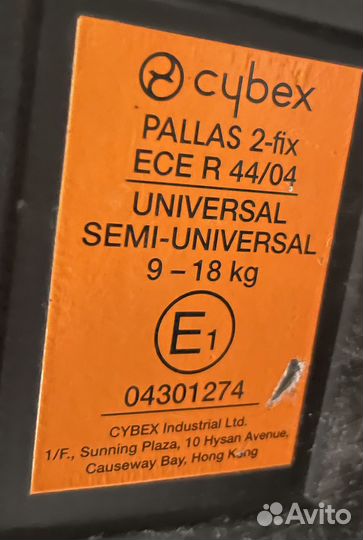 cybex
PALLAS 2-fix
ECE R 44/04
UNIVERSAL
SEMI-UNIVERSAL
9 – 18 kg
E1
04301274
CYBEX Industrial Ltd.
1/F., Sunning Plaza, 10 Hysan Avenue,
Causeway Bay, Hong Kong
Avito